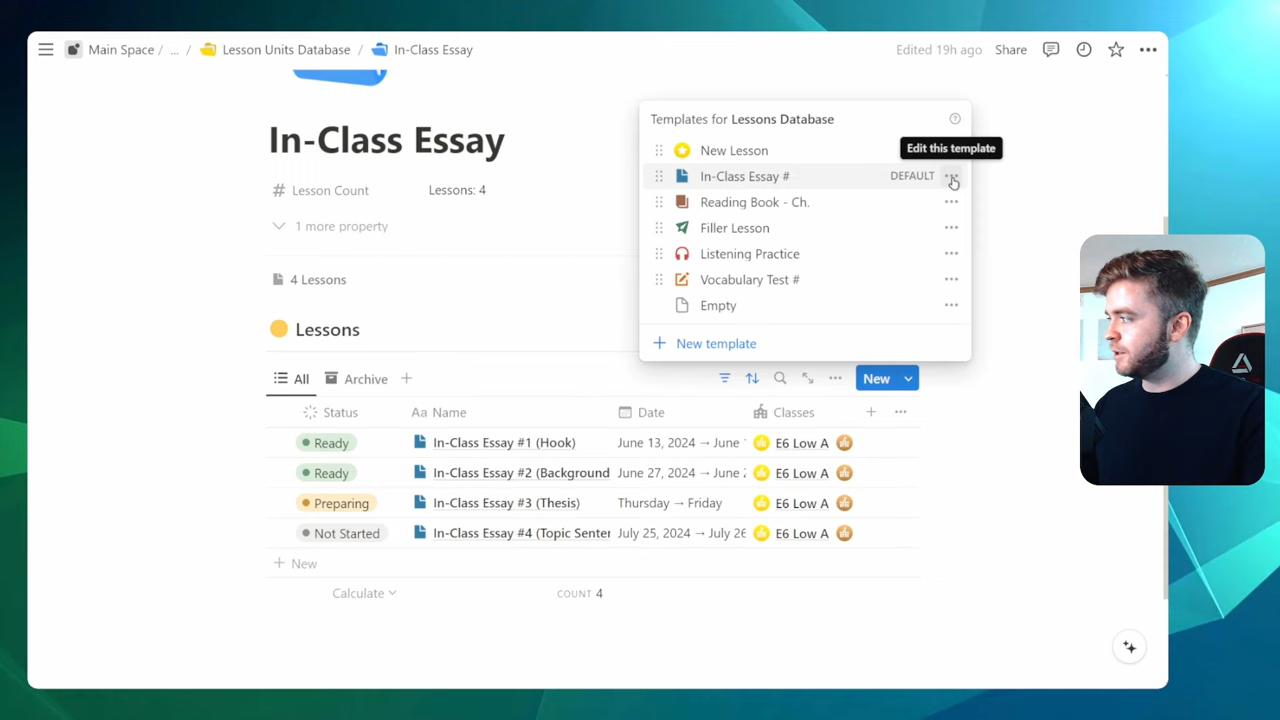 Main Space / ... / Lesson Units Database / In-Class Essay
Edited 19h ago
Share
In-Class Essay
# Lesson Count
Lessons: 4
1 more property
4 Lessons
Lessons
Templates for Lessons Database
Edit this template
New Lesson
In-Class Essay #
DEFAULT
Reading Book - Ch.
Filler Lesson
Listening Practice
Vocabulary Test #
Empty
+ New template
All
Archive
New
Status
Aa Name
Date
Classes
Ready
In-Class Essay #1 (Hook)
June 13, 2024 → June
E6 Low A
Ready
In-Class Essay #2 (Background
June 27, 2024 →
E6 Low A
Preparing
In-Class Essay #3 (Thesis)
Thursday → Friday
E6 Low A
Not Started
In-Class Essay #4 (Topic
July 25, 2024 → July 26
E6 Low A
+ New
Calculate
COUNT 4